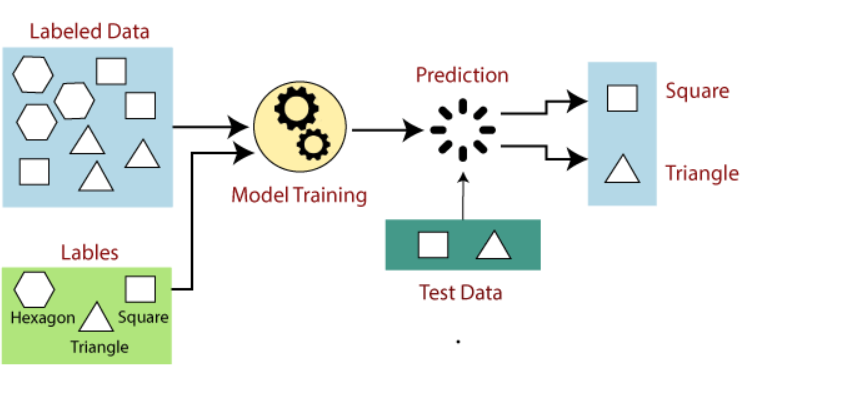 Labeled Data
Prediction
Square
Triangle
Model Training
Lables
Hexagon
Square
Triangle
Test Data